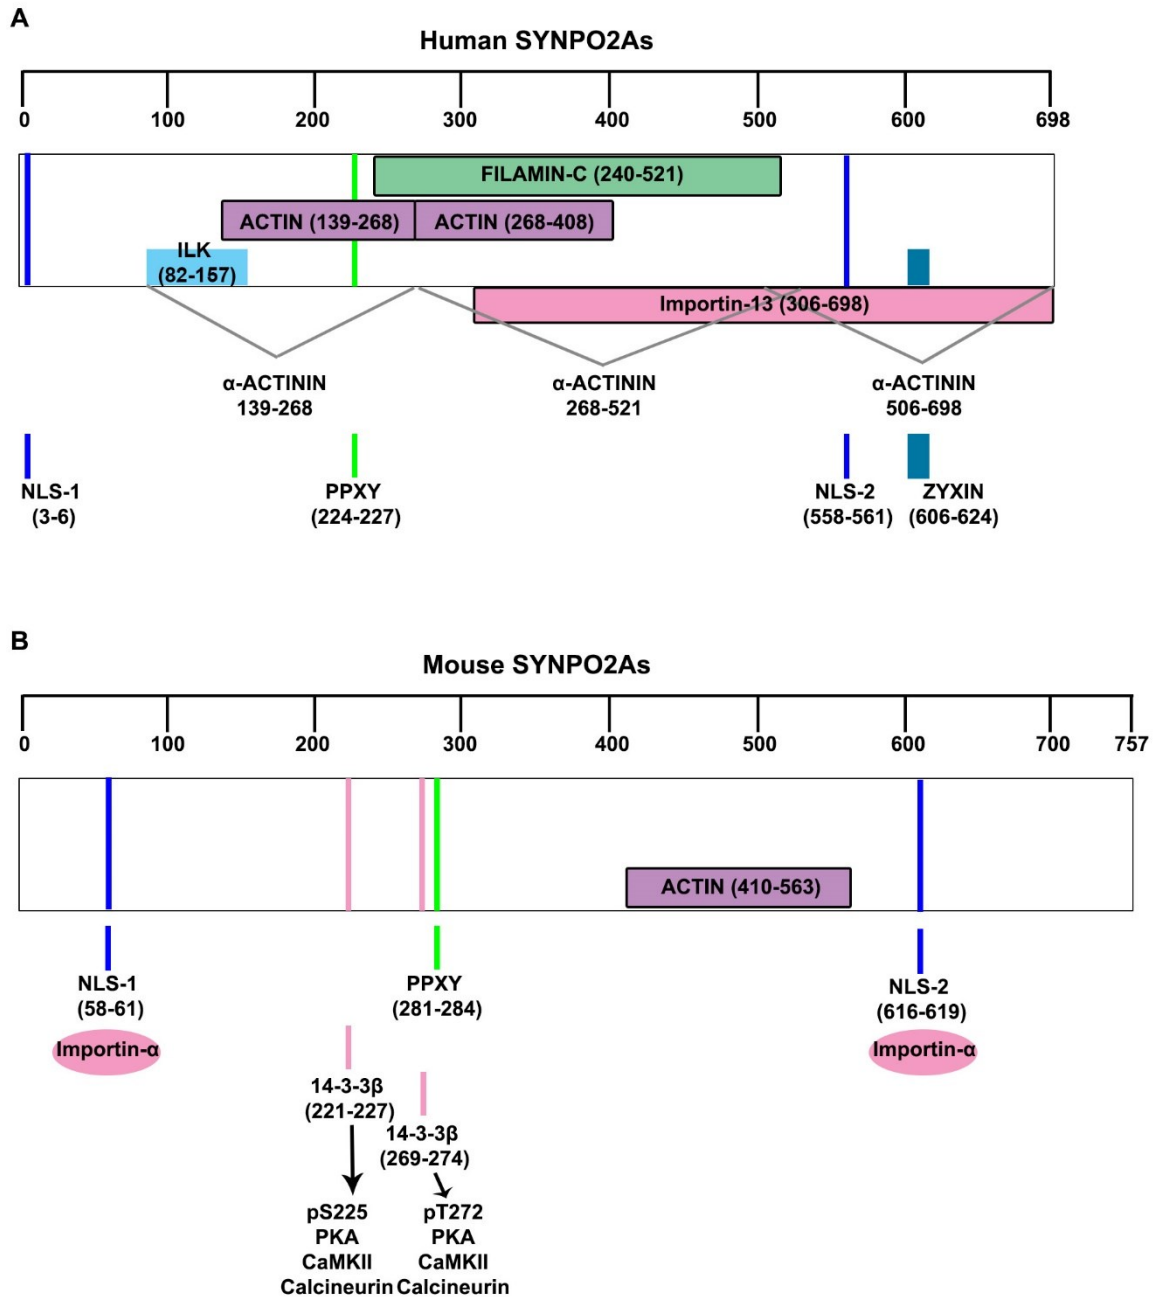 A
Human SYNPO2As
0 100 200 300 400 500 600 698
FILAMIN-C (240-521)
ACTIN (139-268) ACTIN (268-408)
ILK
(82-157)
Importin-13 (306-698)
α-ACTININ α-ACTININ α-ACTININ
139-268 268-521 506-698
NLS-1 PPXY NLS-2 ZYXIN
(3-6) (224-227) (558-561) (606-624)
B
Mouse SYNPO2As
0 100 200 280 400 500 600 700 757
ACTIN (410-563)
NLS-1 PPXY NLS-2
(58-61) (281-284) (616-619)
Importin-α Importin-α
14-3-3β
(221-227)
14-3-3β
(269-274)
pS225 pT272
PKA PKA
CaMKII CaMKII
Calcineurin Calcineurin